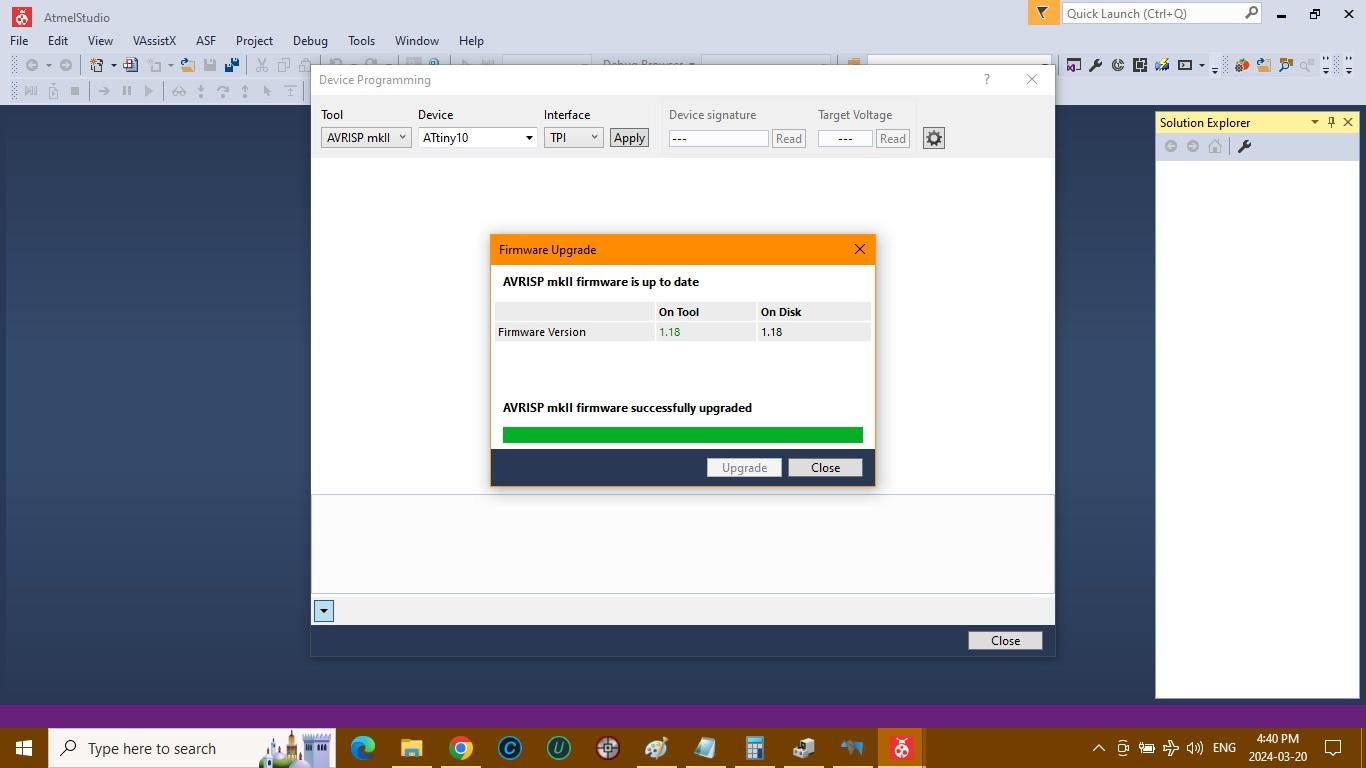 AtmelStudio
Quick Launch (Ctrl+Q)
File Edit View VAssistX ASF Project Debug Tools Window Help
Debug Browser
Device Programming ?
Tool Device Interface Device signature Target Voltage
AVRISP mkII ATtiny10 TPI Apply --- Read --- Read
Solution Explorer
Firmware Upgrade
AVRISP mkII firmware is up to date
On Tool On Disk
Firmware Version 1.18 1.18
AVRISP mkII firmware successfully upgraded
Upgrade Close
Close
Type here to search
ENG
4:40 PM
2024-03-20